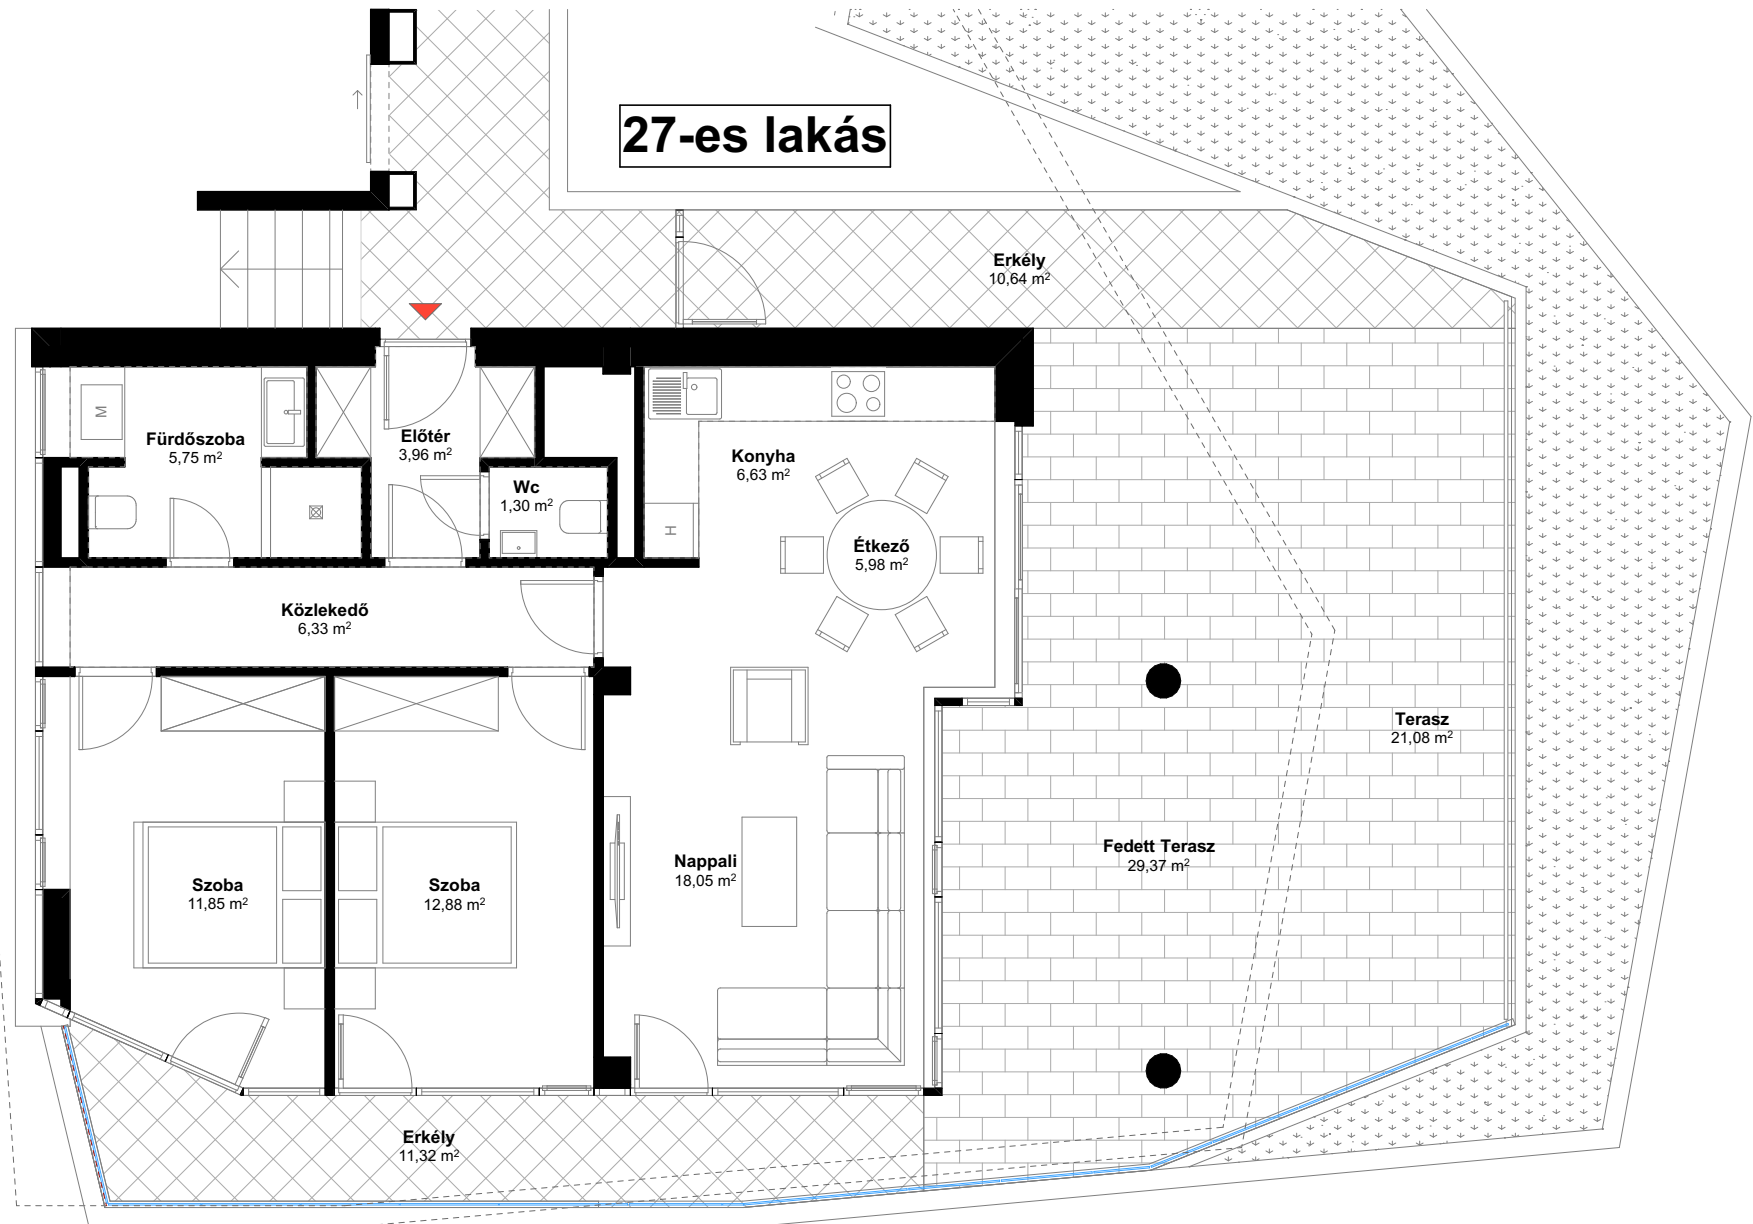 27-es lakás
Erkély
10,64 m²
Fürdőszoba
5,75 m²
M
Előtér
3,96 m²
Wc
1,30 m²
Konyha
6,63 m²
H
Étkező
5,98 m²
Közlekedő
6,33 m²
Terasz
21,08 m²
Fedett Terasz
29,37 m²
Nappali
18,05 m²
Szoba
11,85 m²
Szoba
12,88 m²
Erkély
11,32 m²